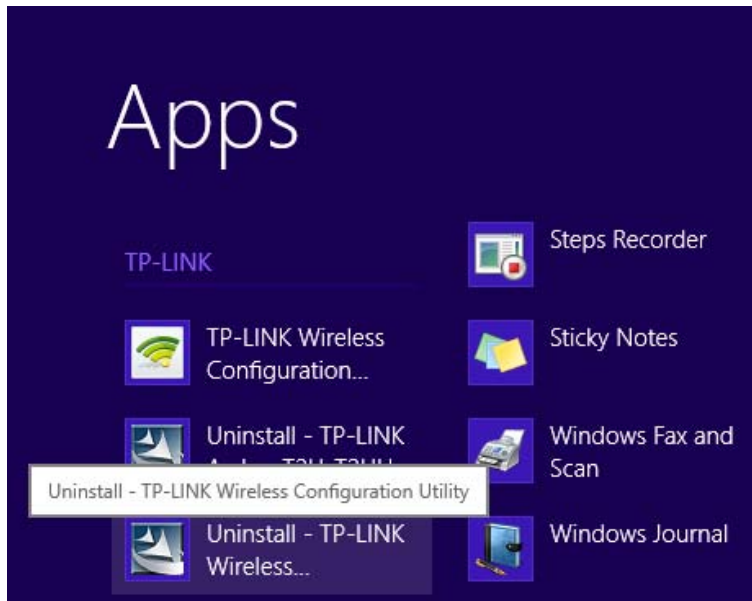 Apps
TP-LINK
TP-LINK Wireless
Configuration...
Uninstall - TP-LINK
Uninstall - TP-LINK Wireless Configuration Utility
Uninstall - TP-LINK
Wireless...
Steps Recorder
Sticky Notes
Windows Fax and
Scan
Windows Journal